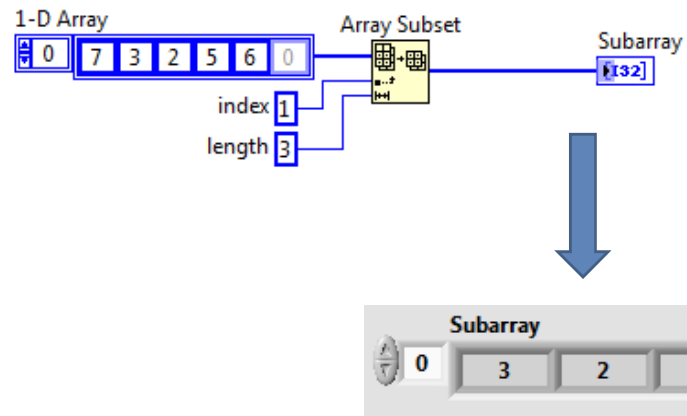 1-D Array
Array Subset
Subarray
0 7 3 2 5 6 0
[I32]
index 1
length 3
Subarray
0 3 2